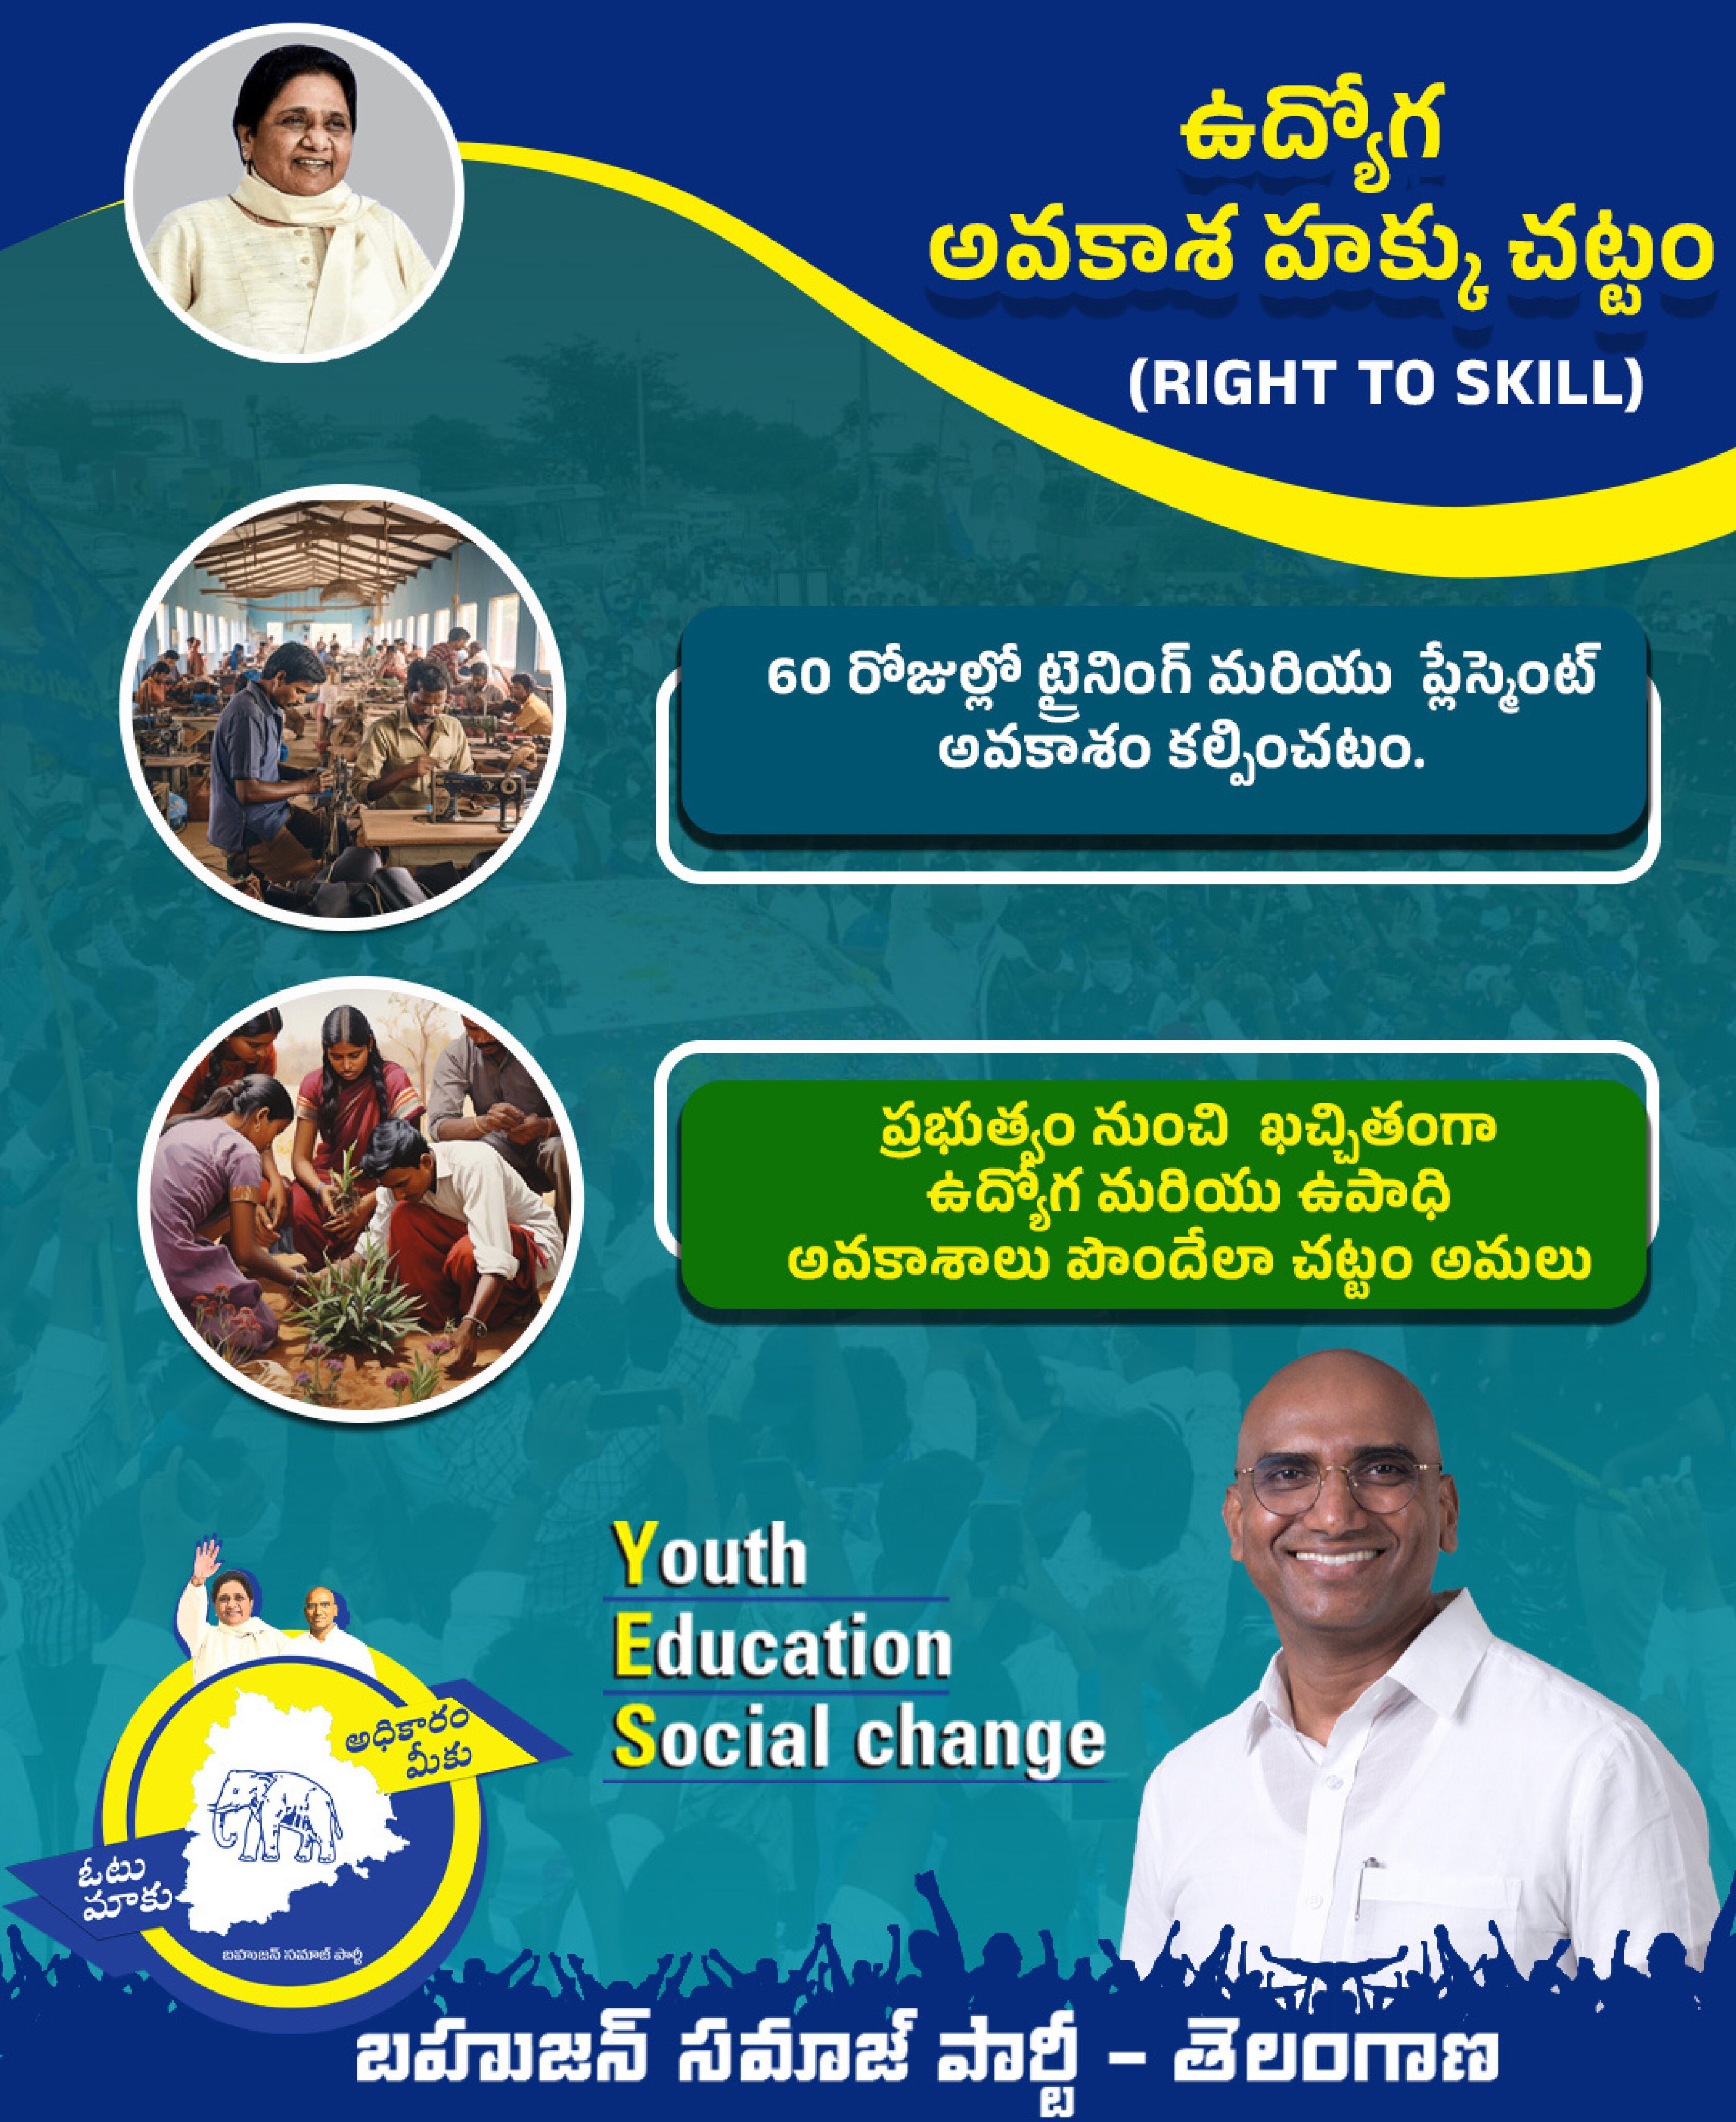 ఉద్యోగ
అవకాశ హక్కు చట్టం
(RIGHT TO SKILL)
60 రోజుల్లో ట్రైనింగ్ మరియు ప్లేస్మెంట్
అవకాశం కల్పించటం.
ప్రభుత్వం నుంచి ఖచ్చితంగా
ఉద్యోగ మరియు ఉపాధి
అవకాశాలు పొందేలా చట్టం అమలు
Youth
Education
Social change
అధికారం
మీకు
ఓటు
మాకు
బహుజన్ సమాజ్ పార్టీ
బహుజన్ సమాజ్ పార్టీ – తెలంగాణ